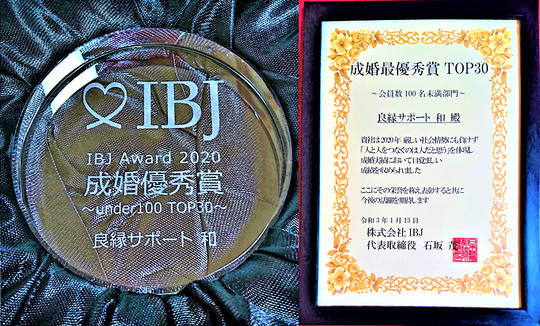 IBJ
IBJ Award 2020
成婚優秀賞
～under100 TOP30～
良縁サポート 和
成婚最優秀賞 TOP30
～会員数100名未満部門～
良縁サポート 和 殿
貴社は2020年 厳しい社会情勢にも負けず
「人と人をつなぐのは人だと思う」を体現し
成婚実績において目覚ましい
成績を収められました
ここにその栄誉を称え表彰すると共に
今後の活躍を期待します
令和3年1月13日
株式会社IBJ
代表取締役 石坂 茂